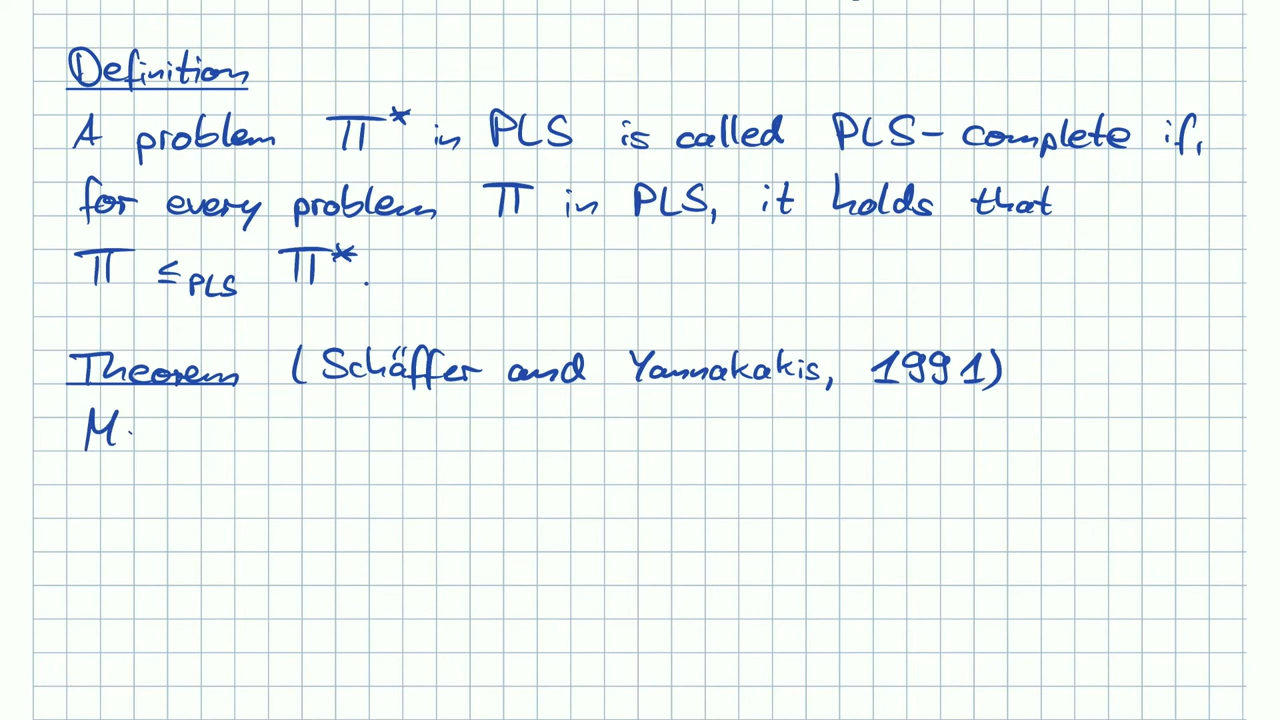 Definition
A problem Π* in PLS is called PLS-complete if,
for every problem Π in PLS, it holds that
Π ≤PLS Π*.
Theorem (Schäffer and Yannakakis, 1991)
M